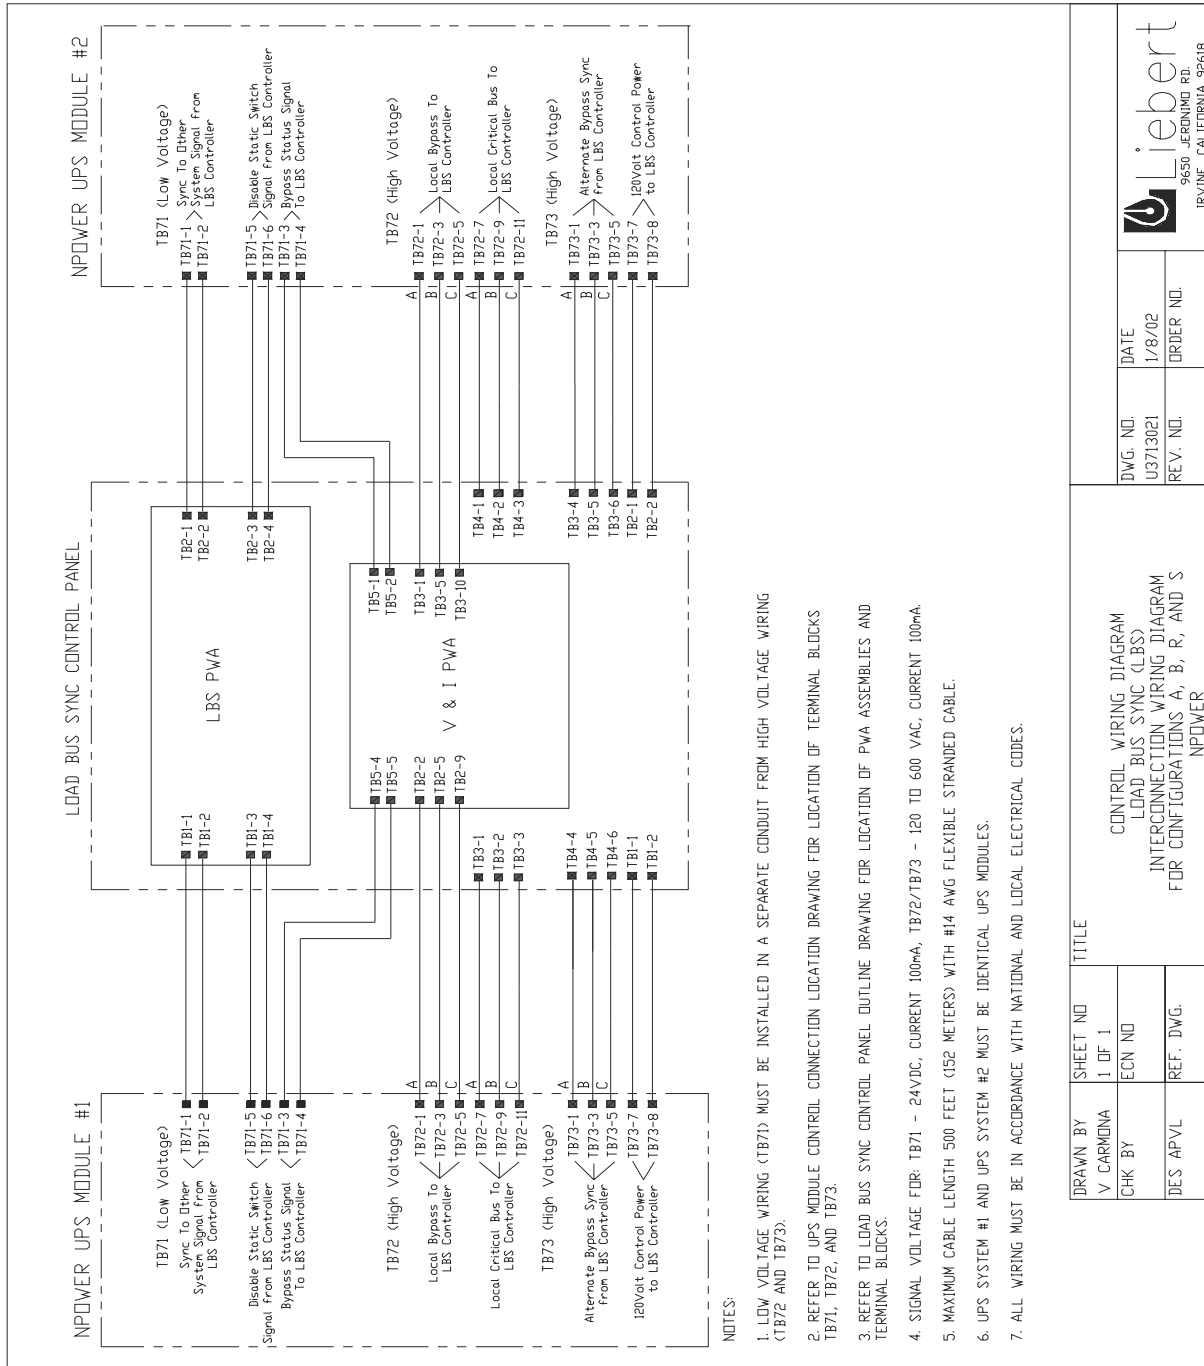 NPOWER UPS MODULE #1
TB71 (Low Voltage)
Sync To Other
System Signal from
LBS Controller
TB71-1
TB71-2
Disable Static Switch
Signal from LBS Controller
TB71-5
TB71-6
Bypass Status Signal
To LBS Controller
TB71-3
TB71-4
TB72 (High Voltage)
Local Bypass To
LBS Controller
TB72-1
TB72-3
TB72-5
A
B
C
Local Critical Bus To
LBS Controller
TB72-7
TB72-9
TB72-11
A
B
C
TB73 (High Voltage)
Alternate Bypass Sync
from LBS Controller
TB73-1
TB73-3
TB73-5
A
B
C
120Volt Control Power
to LBS Controller
TB73-7
TB73-8
LOAD BUS SYNC CONTROL PANEL
LBS PWA
TB1-1
TB1-2
TB1-3
TB1-4
TB2-1
TB2-2
TB2-3
TB2-4
V & I PWA
TB5-4
TB5-5
TB2-2
TB2-5
TB2-9
TB5-1
TB5-2
TB3-1
TB3-5
TB3-10
TB3-1
TB3-2
TB3-3
TB4-4
TB4-5
TB4-6
TB1-1
TB1-2
TB4-1
TB4-2
TB4-3
TB3-4
TB3-5
TB3-6
TB2-1
TB2-2
NPOWER UPS MODULE #2
TB71 (Low Voltage)
TB71-1
TB71-2
Sync To Other
System Signal from
LBS Controller
TB71-5
TB71-6
Disable Static Switch
Signal from LBS Controller
TB71-3
TB71-4
Bypass Status Signal
To LBS Controller
TB72 (High Voltage)
A
B
C
TB72-1
TB72-3
TB72-5
Local Bypass To
LBS Controller
A
B
C
TB72-7
TB72-9
TB72-11
Local Critical Bus To
LBS Controller
TB73 (High Voltage)
A
B
C
TB73-1
TB73-3
TB73-5
Alternate Bypass Sync
from LBS Controller
TB73-7
TB73-8
120Volt Control Power
to LBS Controller
NOTES:
1. LOW VOLTAGE WIRING (TB71) MUST BE INSTALLED IN A SEPARATE CONDUIT FROM HIGH VOLTAGE WIRING
(TB72 AND TB73).
2. REFER TO UPS MODULE CONTROL CONNECTION LOCATION DRAWING FOR LOCATION OF TERMINAL BLOCKS
TB71, TB72, AND TB73.
3. REFER TO LOAD BUS SYNC CONTROL PANEL OUTLINE DRAWING FOR LOCATION OF PWA ASSEMBLIES AND
TERMINAL BLOCKS.
4. SIGNAL VOLTAGE FOR: TB71 - 24VDC, CURRENT 100mA, TB72/TB73 - 120 TO 600 VAC, CURRENT 100mA.
5. MAXIMUM CABLE LENGTH 500 FEET (152 METERS) WITH #14 AWG FLEXIBLE STRANDED CABLE.
6. UPS SYSTEM #1 AND UPS SYSTEM #2 MUST BE IDENTICAL UPS MODULES.
7. ALL WIRING MUST BE IN ACCORDANCE WITH NATIONAL AND LOCAL ELECTRICAL CODES.
DRAWN BY
V CARMONA
CHK BY
DES APVL
SHEET NO
1 OF 1
ECN NO
REF. DWG.
TITLE
CONTROL WIRING DIAGRAM
LOAD BUS SYNC (LBS)
INTERCONNECTION WIRING DIAGRAM
FOR CONFIGURATIONS A, B, R, AND S
NPOWER
DWG. NO.
U3713021
REV. NO.
DATE
1/8/02
ORDER NO.
Liebert
9650 JERONIMO RD.
IRVINE, CALIFORNIA 92618